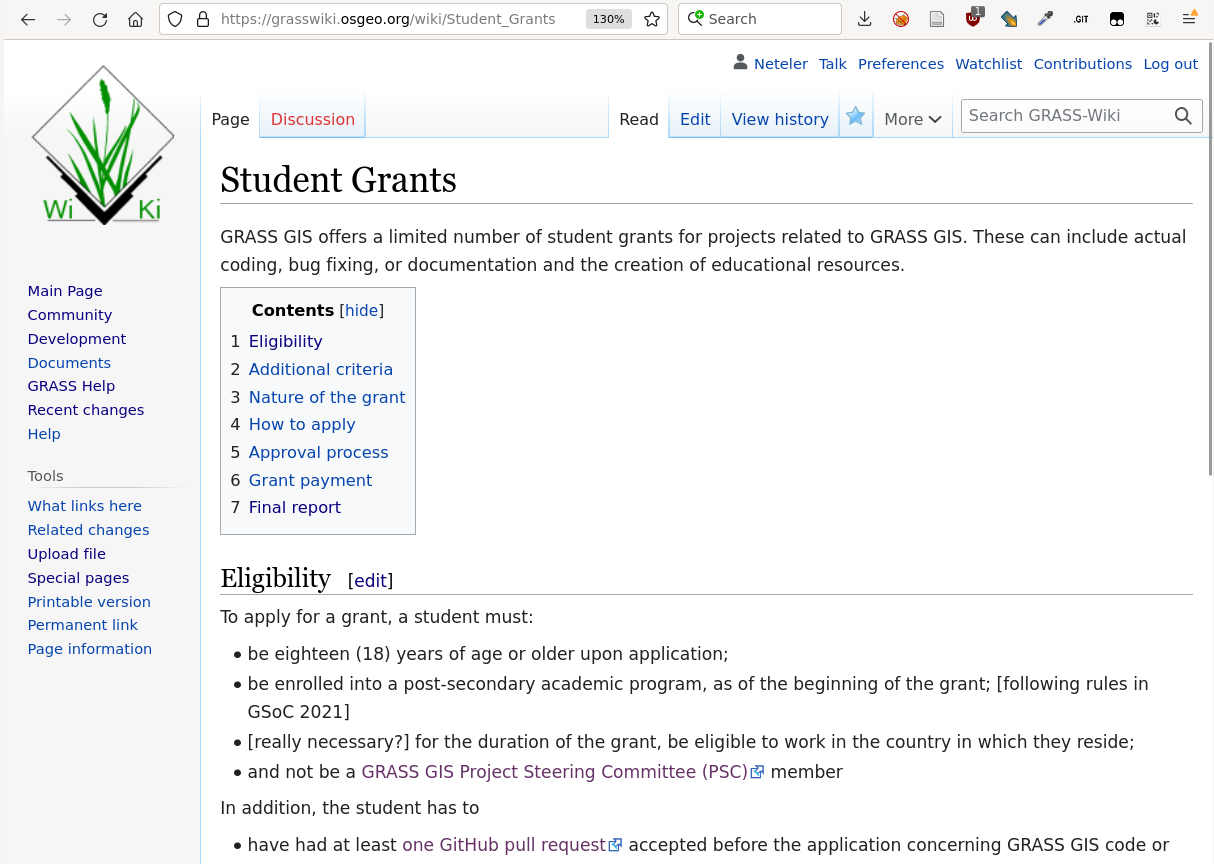 https://grasswiki.osgeo.org/wiki/Student_Grants 130% Search 1 .GIT
Neteler Talk Preferences Watchlist Contributions Log out
Page Discussion Read Edit View history More Search GRASS-Wiki
Wi Ki
Student Grants
GRASS GIS offers a limited number of student grants for projects related to GRASS GIS. These can include actual
coding, bug fixing, or documentation and the creation of educational resources.
Main Page
Community
Development
Documents
GRASS Help
Recent changes
Help
Tools
What links here
Related changes
Upload file
Special pages
Printable version
Permanent link
Page information
Contents [hide]
1 Eligibility
2 Additional criteria
3 Nature of the grant
4 How to apply
5 Approval process
6 Grant payment
7 Final report
Eligibility [edit]
To apply for a grant, a student must:
• be eighteen (18) years of age or older upon application;
• be enrolled into a post-secondary academic program, as of the beginning of the grant; [following rules in
GSoC 2021]
• [really necessary?] for the duration of the grant, be eligible to work in the country in which they reside;
• and not be a GRASS GIS Project Steering Committee (PSC) member
In addition, the student has to
• have had at least one GitHub pull request accepted before the application concerning GRASS GIS code or